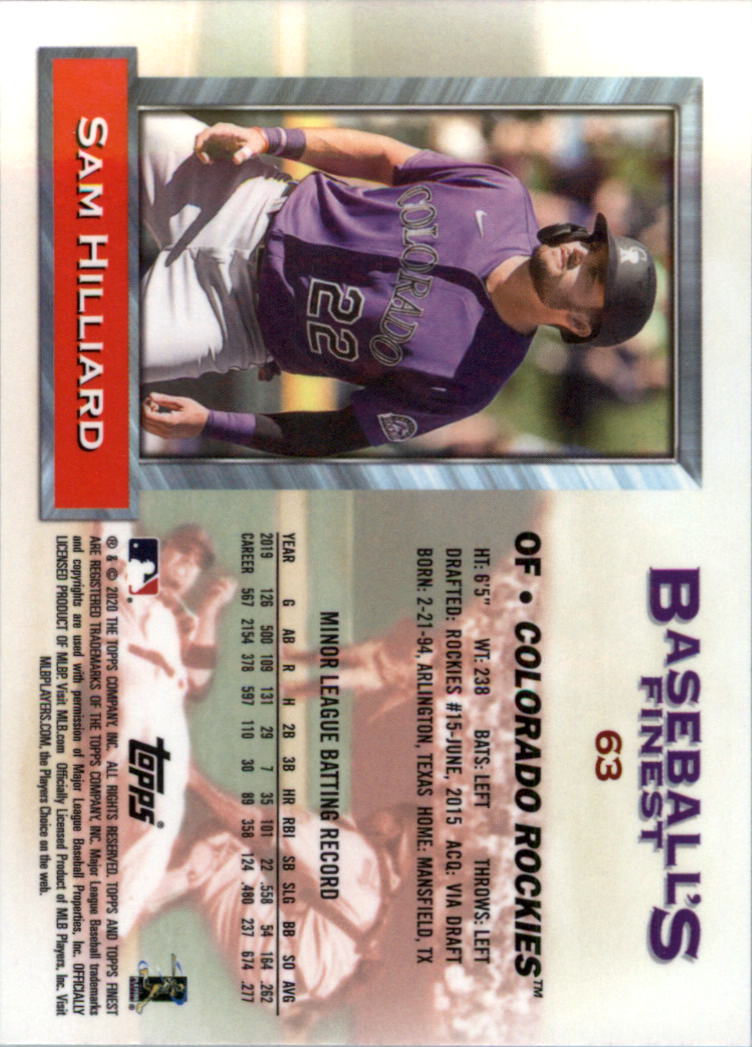 BASEBALL'S
FINEST
63
COLORADO
22
SAM HILLIARD
OF • COLORADO ROCKIES™
HT: 6'5" WT: 238 BATS: LEFT THROWS: LEFT
DRAFTED: ROCKIES #15-JUNE, 2015 ACQ: VIA DRAFT
BORN: 2-21-94, ARLINGTON, TEXAS HOME: MANSFIELD, TX
MINOR LEAGUE BATTING RECORD
YEAR G AB R H 2B 3B HR RBI SB SLG BB SO AVG
2019 126 500 109 131 29 7 35 101 22 .558 54 164 .262
CAREER 567 2154 378 597 110 30 89 358 124 .480 237 674 .277
topps®
® & © 2020 THE TOPPS COMPANY, INC. ALL RIGHTS RESERVED. TOPPS AND TOPPS FINEST
ARE REGISTERED TRADEMARKS OF THE TOPPS COMPANY, INC. Major League Baseball trademarks
and copyrights are used with permission of Major League Baseball Properties, Inc. OFFICIALLY
LICENSED PRODUCT OF MLBP. Visit MLB.com Officially Licensed Product of MLB Players, Inc. Visit
MLBPLAYERS.COM, the Players Choice on the web.